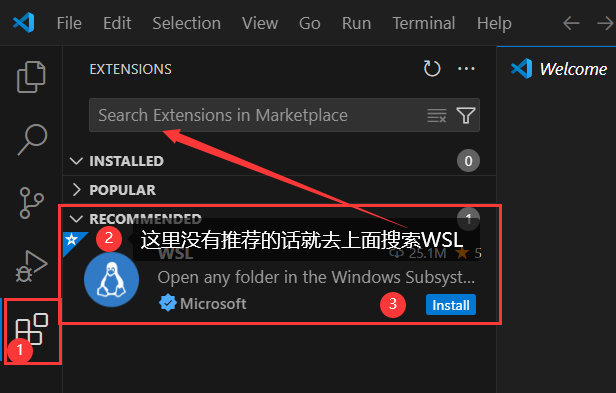 File Edit Selection View Go Run Terminal Help
EXTENSIONS
Welcome
Search Extensions in Marketplace
INSTALLED 0
POPULAR
RECOMMENDED 1
2 这里没有推荐的话就去上面搜索WSL
WSL 25.1M 5
Open any folder in the Windows Subsyst...
Microsoft 3 Install
1